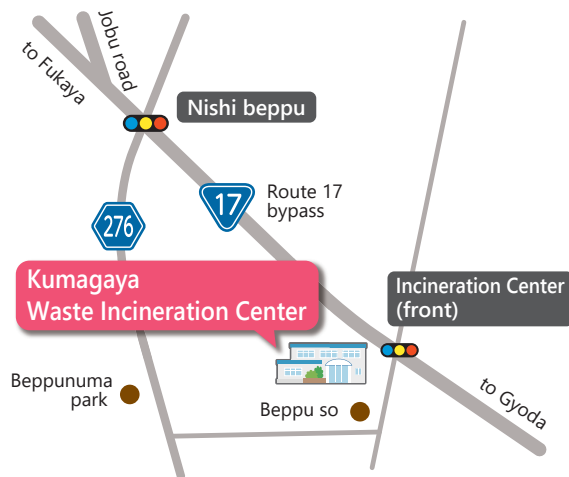 Jobu road
to Fukaya
Nishi beppu
17
Route 17
bypass
276
Kumagaya
Waste Incineration Center
Incineration Center
(front)
Beppunuma
park
Beppu so
to Gyoda